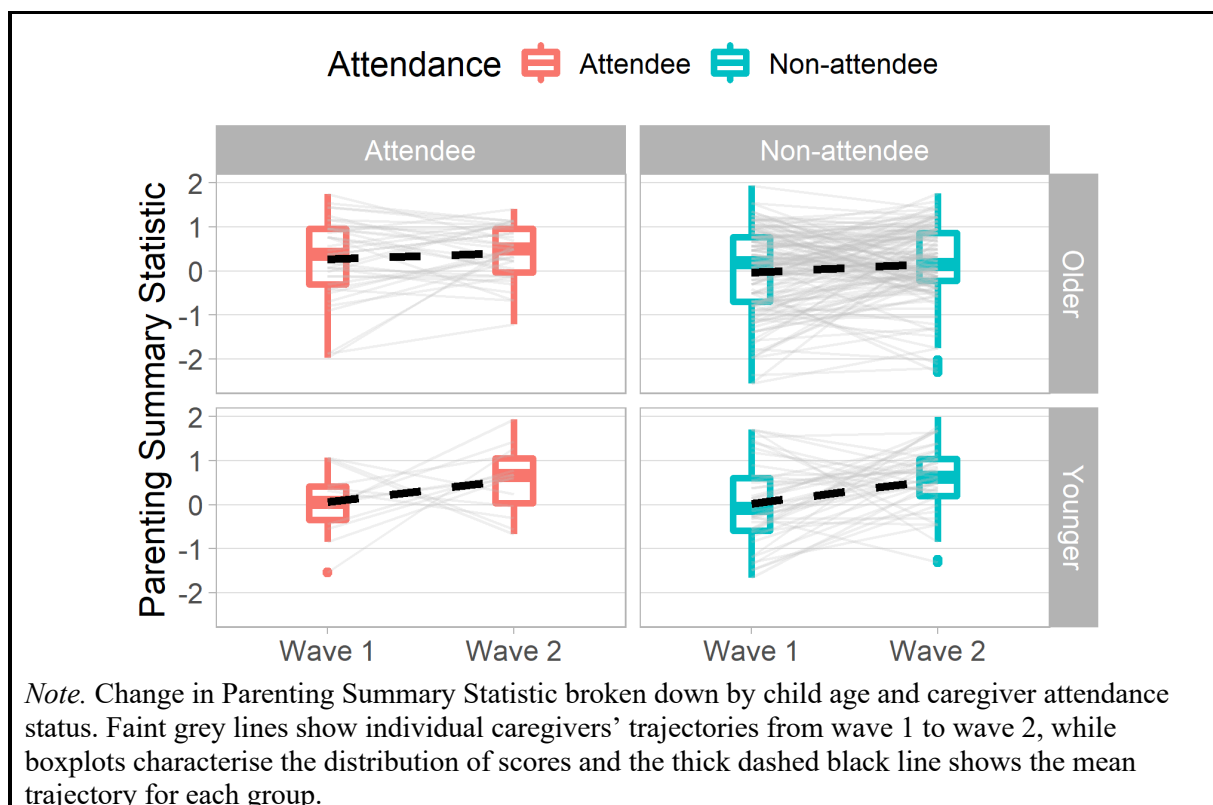 Attendance Attendee Non-attendee
Attendee Non-attendee
Parenting Summary Statistic
2
1
0
-1
-2
Older
2
1
0
-1
-2
Younger
Wave 1 Wave 2 Wave 1 Wave 2
Note. Change in Parenting Summary Statistic broken down by child age and caregiver attendance
status. Faint grey lines show individual caregivers’ trajectories from wave 1 to wave 2, while
boxplots characterise the distribution of scores and the thick dashed black line shows the mean
trajectory for each group.